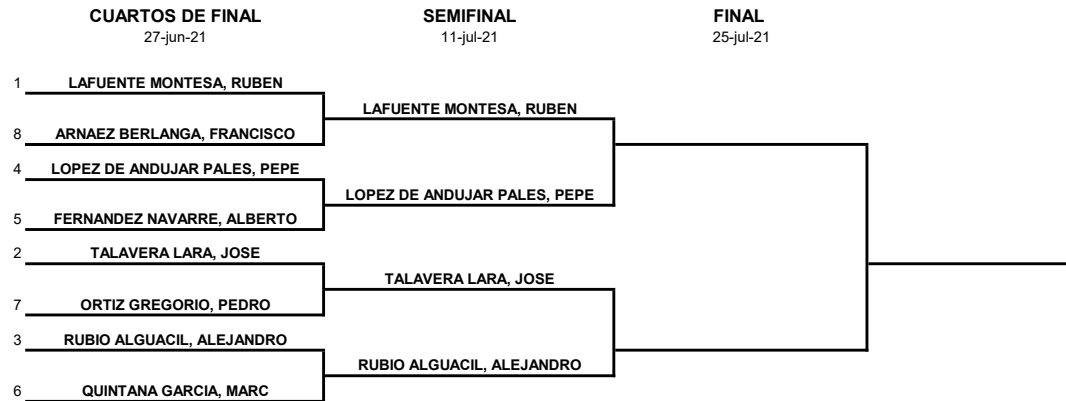 CUARTOS DE FINAL
27-jun-21
SEMIFINAL
11-jul-21
FINAL
25-jul-21
1 LAFUENTE MONTESA, RUBEN
8 ARNAEZ BERLANGA, FRANCISCO
4 LOPEZ DE ANDUJAR PALES, PEPE
5 FERNANDEZ NAVARRE, ALBERTO
2 TALAVERA LARA, JOSE
7 ORTIZ GREGORIO, PEDRO
3 RUBIO ALGUACIL, ALEJANDRO
6 QUINTANA GARCIA, MARC
LAFUENTE MONTESA, RUBEN
LOPEZ DE ANDUJAR PALES, PEPE
TALAVERA LARA, JOSE
RUBIO ALGUACIL, ALEJANDRO